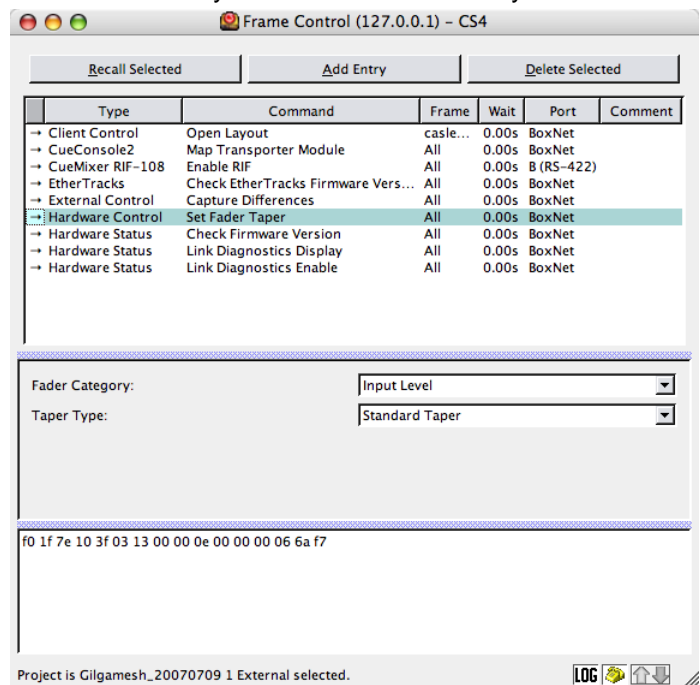 Frame Control (127.0.0.1) – CS4
Recall Selected Add Entry Delete Selected
Type Command Frame Wait Port Comment
→ Client Control Open Layout casle... 0.00s BoxNet
→ CueConsole2 Map Transporter Module All 0.00s BoxNet
→ CueMixer RIF-108 Enable RIF All 0.00s B (RS-422)
→ EtherTracks Check EtherTracks Firmware Vers... All 0.00s BoxNet
→ External Control Capture Differences All 0.00s BoxNet
→ Hardware Control Set Fader Taper All 0.00s BoxNet
→ Hardware Status Check Firmware Version All 0.00s BoxNet
→ Hardware Status Link Diagnostics Display All 0.00s BoxNet
→ Hardware Status Link Diagnostics Enable All 0.00s BoxNet
Fader Category: Input Level
Taper Type: Standard Taper
f0 1f 7e 10 3f 03 13 00 00 0e 00 00 00 06 6a f7
Project is Gilgamesh_20070709 1 External selected. LOG